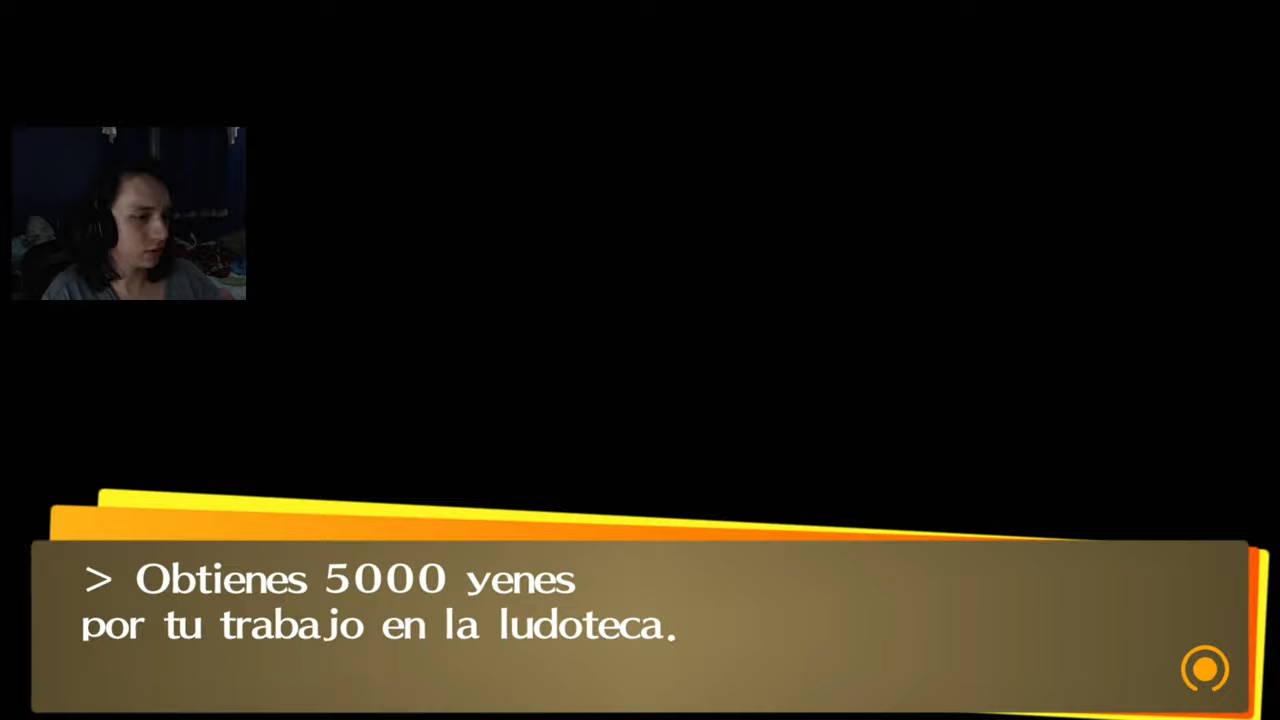 > Obtienes 5000 yenes
por tu trabajo en la ludoteca.